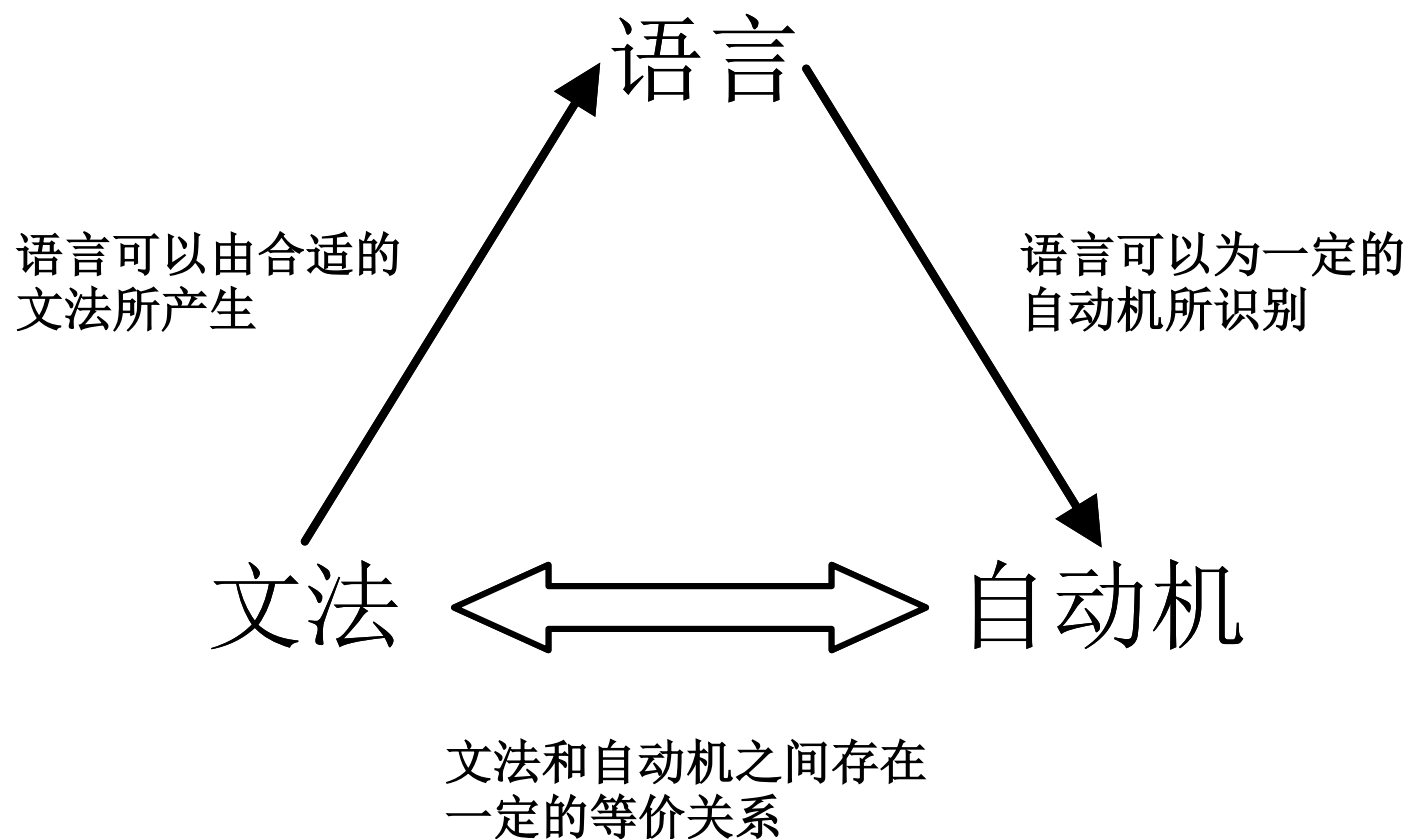 语言
语言可以由合适的
文法所产生
语言可以为一定的
自动机所识别
文法
自动机
文法和自动机之间存在
一定的等价关系